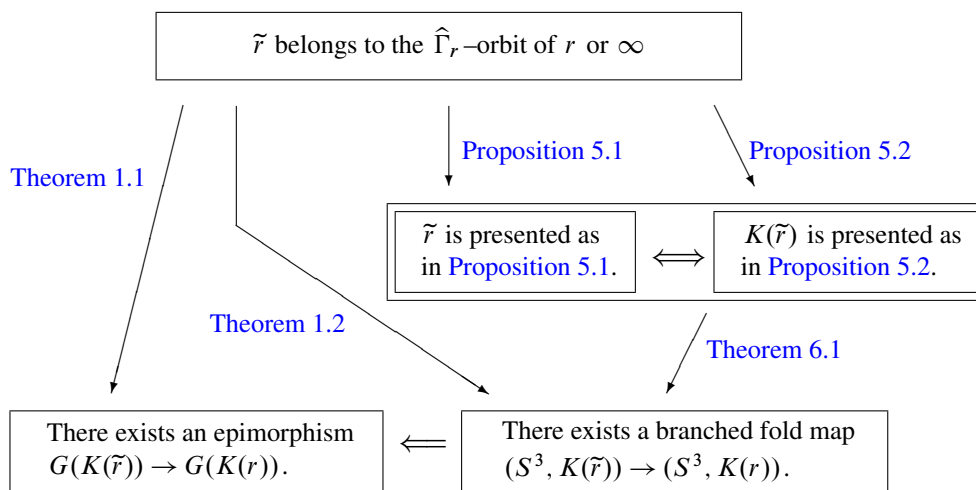 r̃ belongs to the Γ̂_r–orbit of r or ∞
Proposition 5.1
Proposition 5.2
Theorem 1.1
r̃ is presented as
in Proposition 5.1.
⟺
K(r̃) is presented as
in Proposition 5.2.
Theorem 1.2
Theorem 6.1
There exists an epimorphism
G(K(r̃)) → G(K(r)).
⟸
There exists a branched fold map
(S³, K(r̃)) → (S³, K(r)).